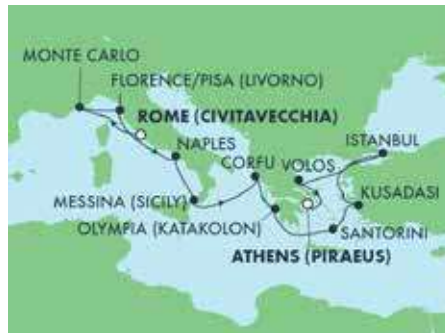 MONTE CARLO
FLORENCE/PISA (LIVORNO)
ROME (CIVITAVECCHIA)
ISTANBUL
NAPLES
CORFU
VOLOS
KUSADASI
MESSINA (SICILY)
OLYMPIA (KATAKOLON)
SANTORINI
ATHENS (PIRAEUS)